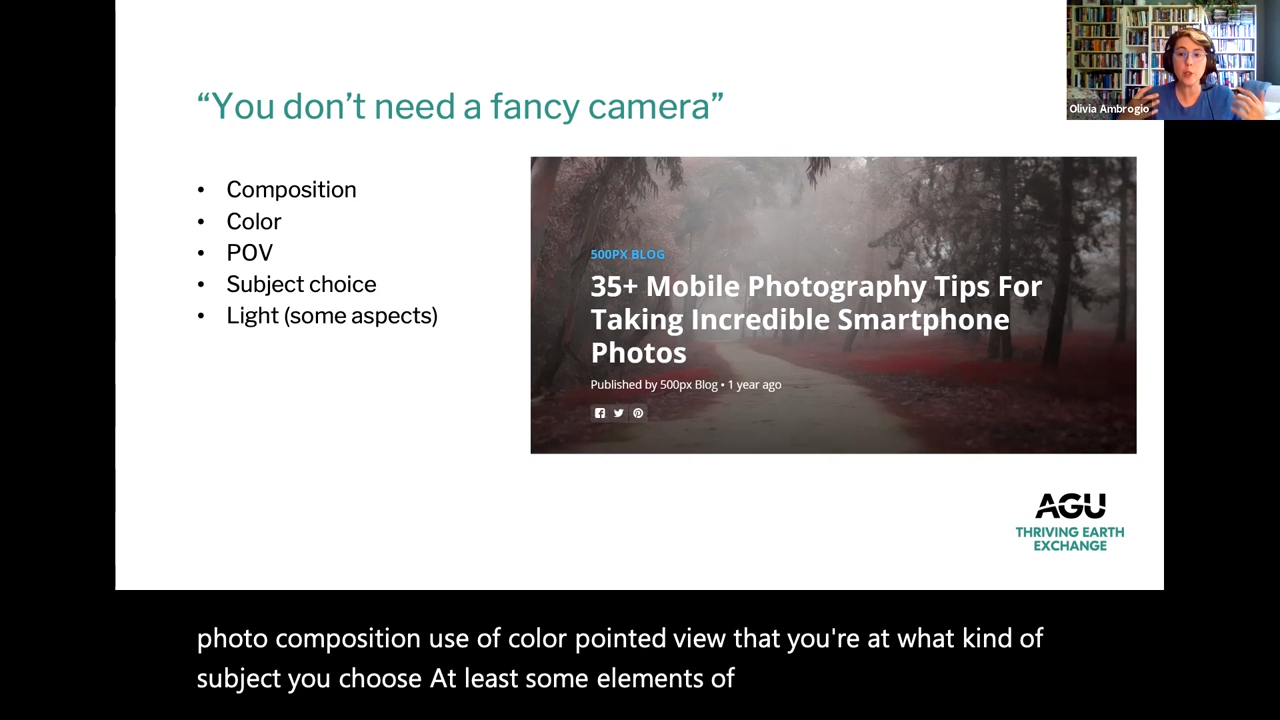 Olivia Ambrogio
“You don’t need a fancy camera”
• Composition
• Color
• POV
• Subject choice
• Light (some aspects)
500PX BLOG
35+ Mobile Photography Tips For
Taking Incredible Smartphone
Photos
Published by 500px Blog • 1 year ago
AGU
THRIVING EARTH
EXCHANGE
photo composition use of color pointed view that you're at what kind of
subject you choose At least some elements of